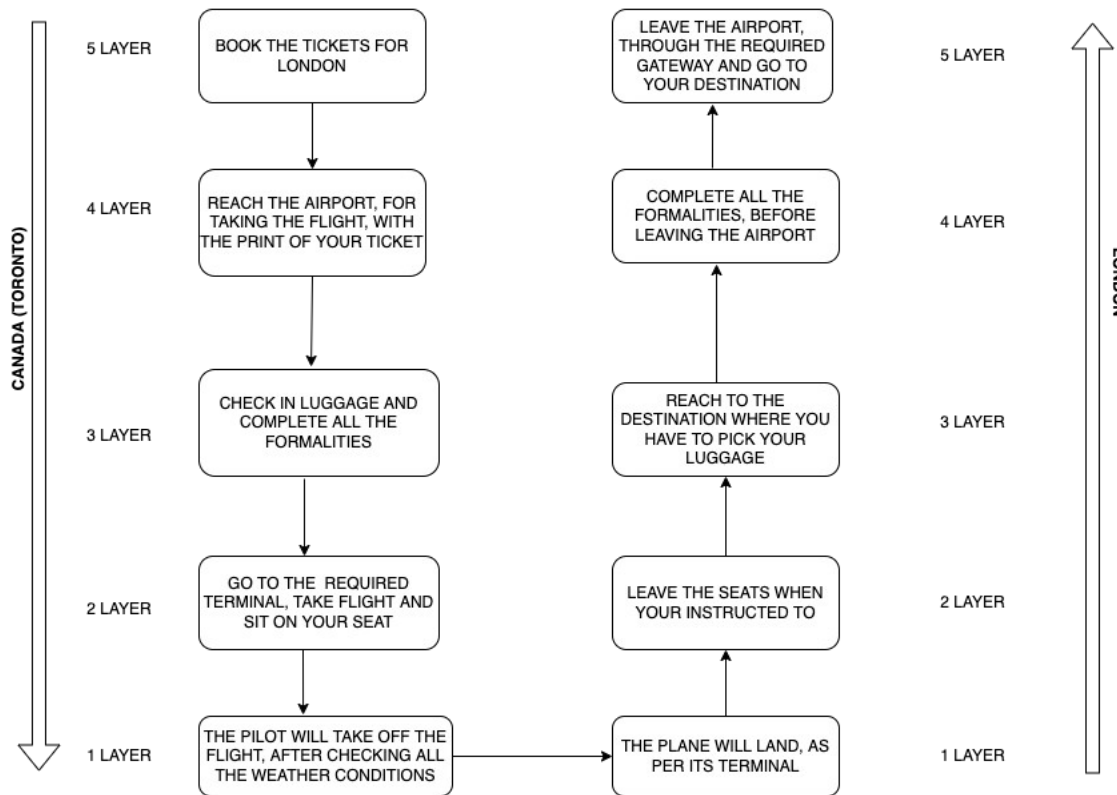 CANADA (TORONTO)
5 LAYER
BOOK THE TICKETS FOR
LONDON
4 LAYER
REACH THE AIRPORT, FOR
TAKING THE FLIGHT, WITH
THE PRINT OF YOUR TICKET
3 LAYER
CHECK IN LUGGAGE AND
COMPLETE ALL THE
FORMALITIES
2 LAYER
GO TO THE REQUIRED
TERMINAL, TAKE FLIGHT AND
SIT ON YOUR SEAT
1 LAYER
THE PILOT WILL TAKE OFF THE
FLIGHT, AFTER CHECKING ALL
THE WEATHER CONDITIONS
THE PLANE WILL LAND, AS
PER ITS TERMINAL
1 LAYER
LEAVE THE SEATS WHEN
YOUR INSTRUCTED TO
2 LAYER
REACH TO THE
DESTINATION WHERE YOU
HAVE TO PICK YOUR
LUGGAGE
3 LAYER
COMPLETE ALL THE
FORMALITIES, BEFORE
LEAVING THE AIRPORT
4 LAYER
LEAVE THE AIRPORT,
THROUGH THE REQUIRED
GATEWAY AND GO TO
YOUR DESTINATION
5 LAYER
LONDON